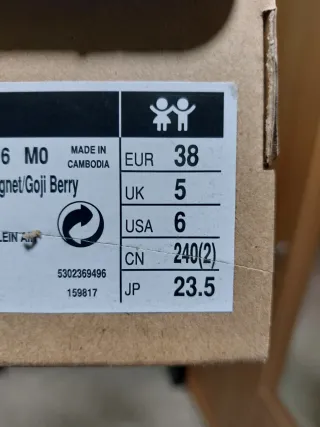 6 M0
MADE IN
CAMBODIA
gnet/Goji Berry
LEIN AIR
5302369496
159817
EUR 38
UK 5
USA 6
CN 240(2)
JP 23.5